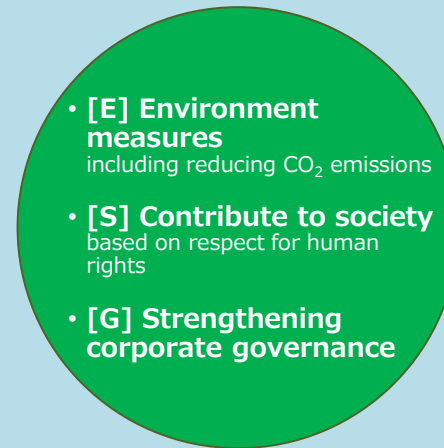 • [E] Environment
measures
including reducing CO₂ emissions
• [S] Contribute to society
based on respect for human
rights
• [G] Strengthening
corporate governance